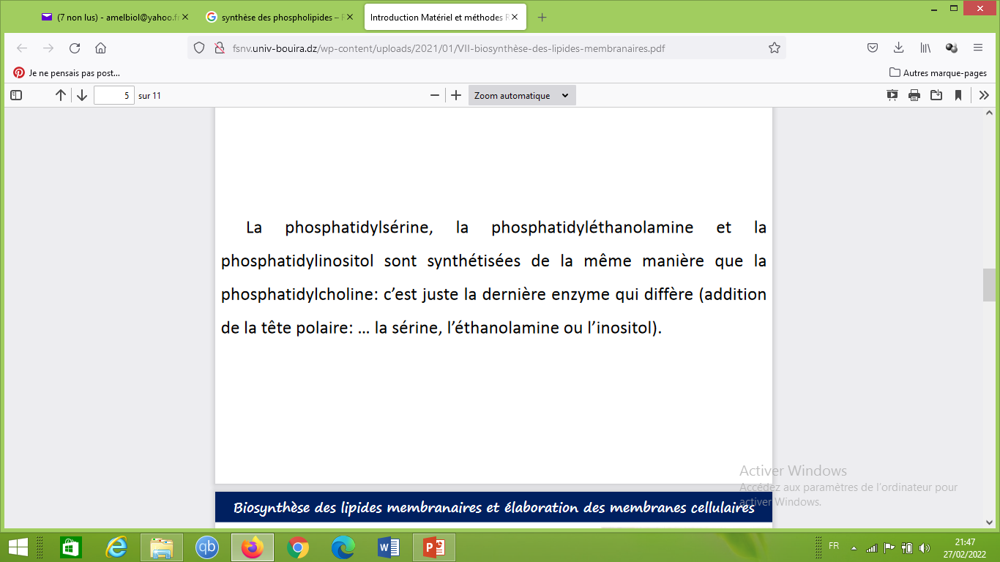 (7 non lus) - amelbiol@yahoo.f
synthèse des phospholipides –
Introduction Matériel et méthodes R
fsnv.univ-bouira.dz/wp-content/uploads/2021/01/VII-biosynthèse-des-lipides-membranaires.pdf
Je ne pensais pas post...
Autres marque-pages
5 sur 11
Zoom automatique
La phosphatidylsérine, la phosphatidyléthanolamine et la
phosphatidylinositol sont synthétisées de la même manière que la
phosphatidylcholine: c’est juste la dernière enzyme qui diffère (addition
de la tête polaire: … la sérine, l’éthanolamine ou l’inositol).
Activer Windows
Accédez aux paramètres de l'ordinateur pour
activer Windows.
Biosynthèse des lipides membranaires et élaboration des membranes cellulaires
qb
FR
21:47
27/02/2022